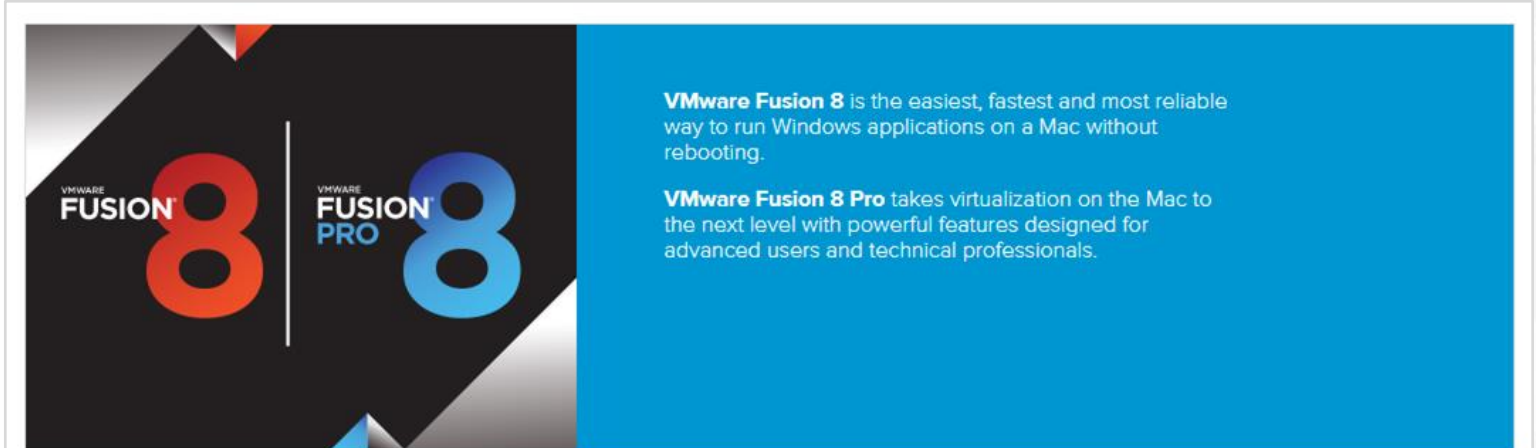 VMWARE
FUSION®
8
VMWARE
FUSION®
PRO
8
VMware Fusion 8 is the easiest, fastest and most reliable
way to run Windows applications on a Mac without
rebooting.
VMware Fusion 8 Pro takes virtualization on the Mac to
the next level with powerful features designed for
advanced users and technical professionals.